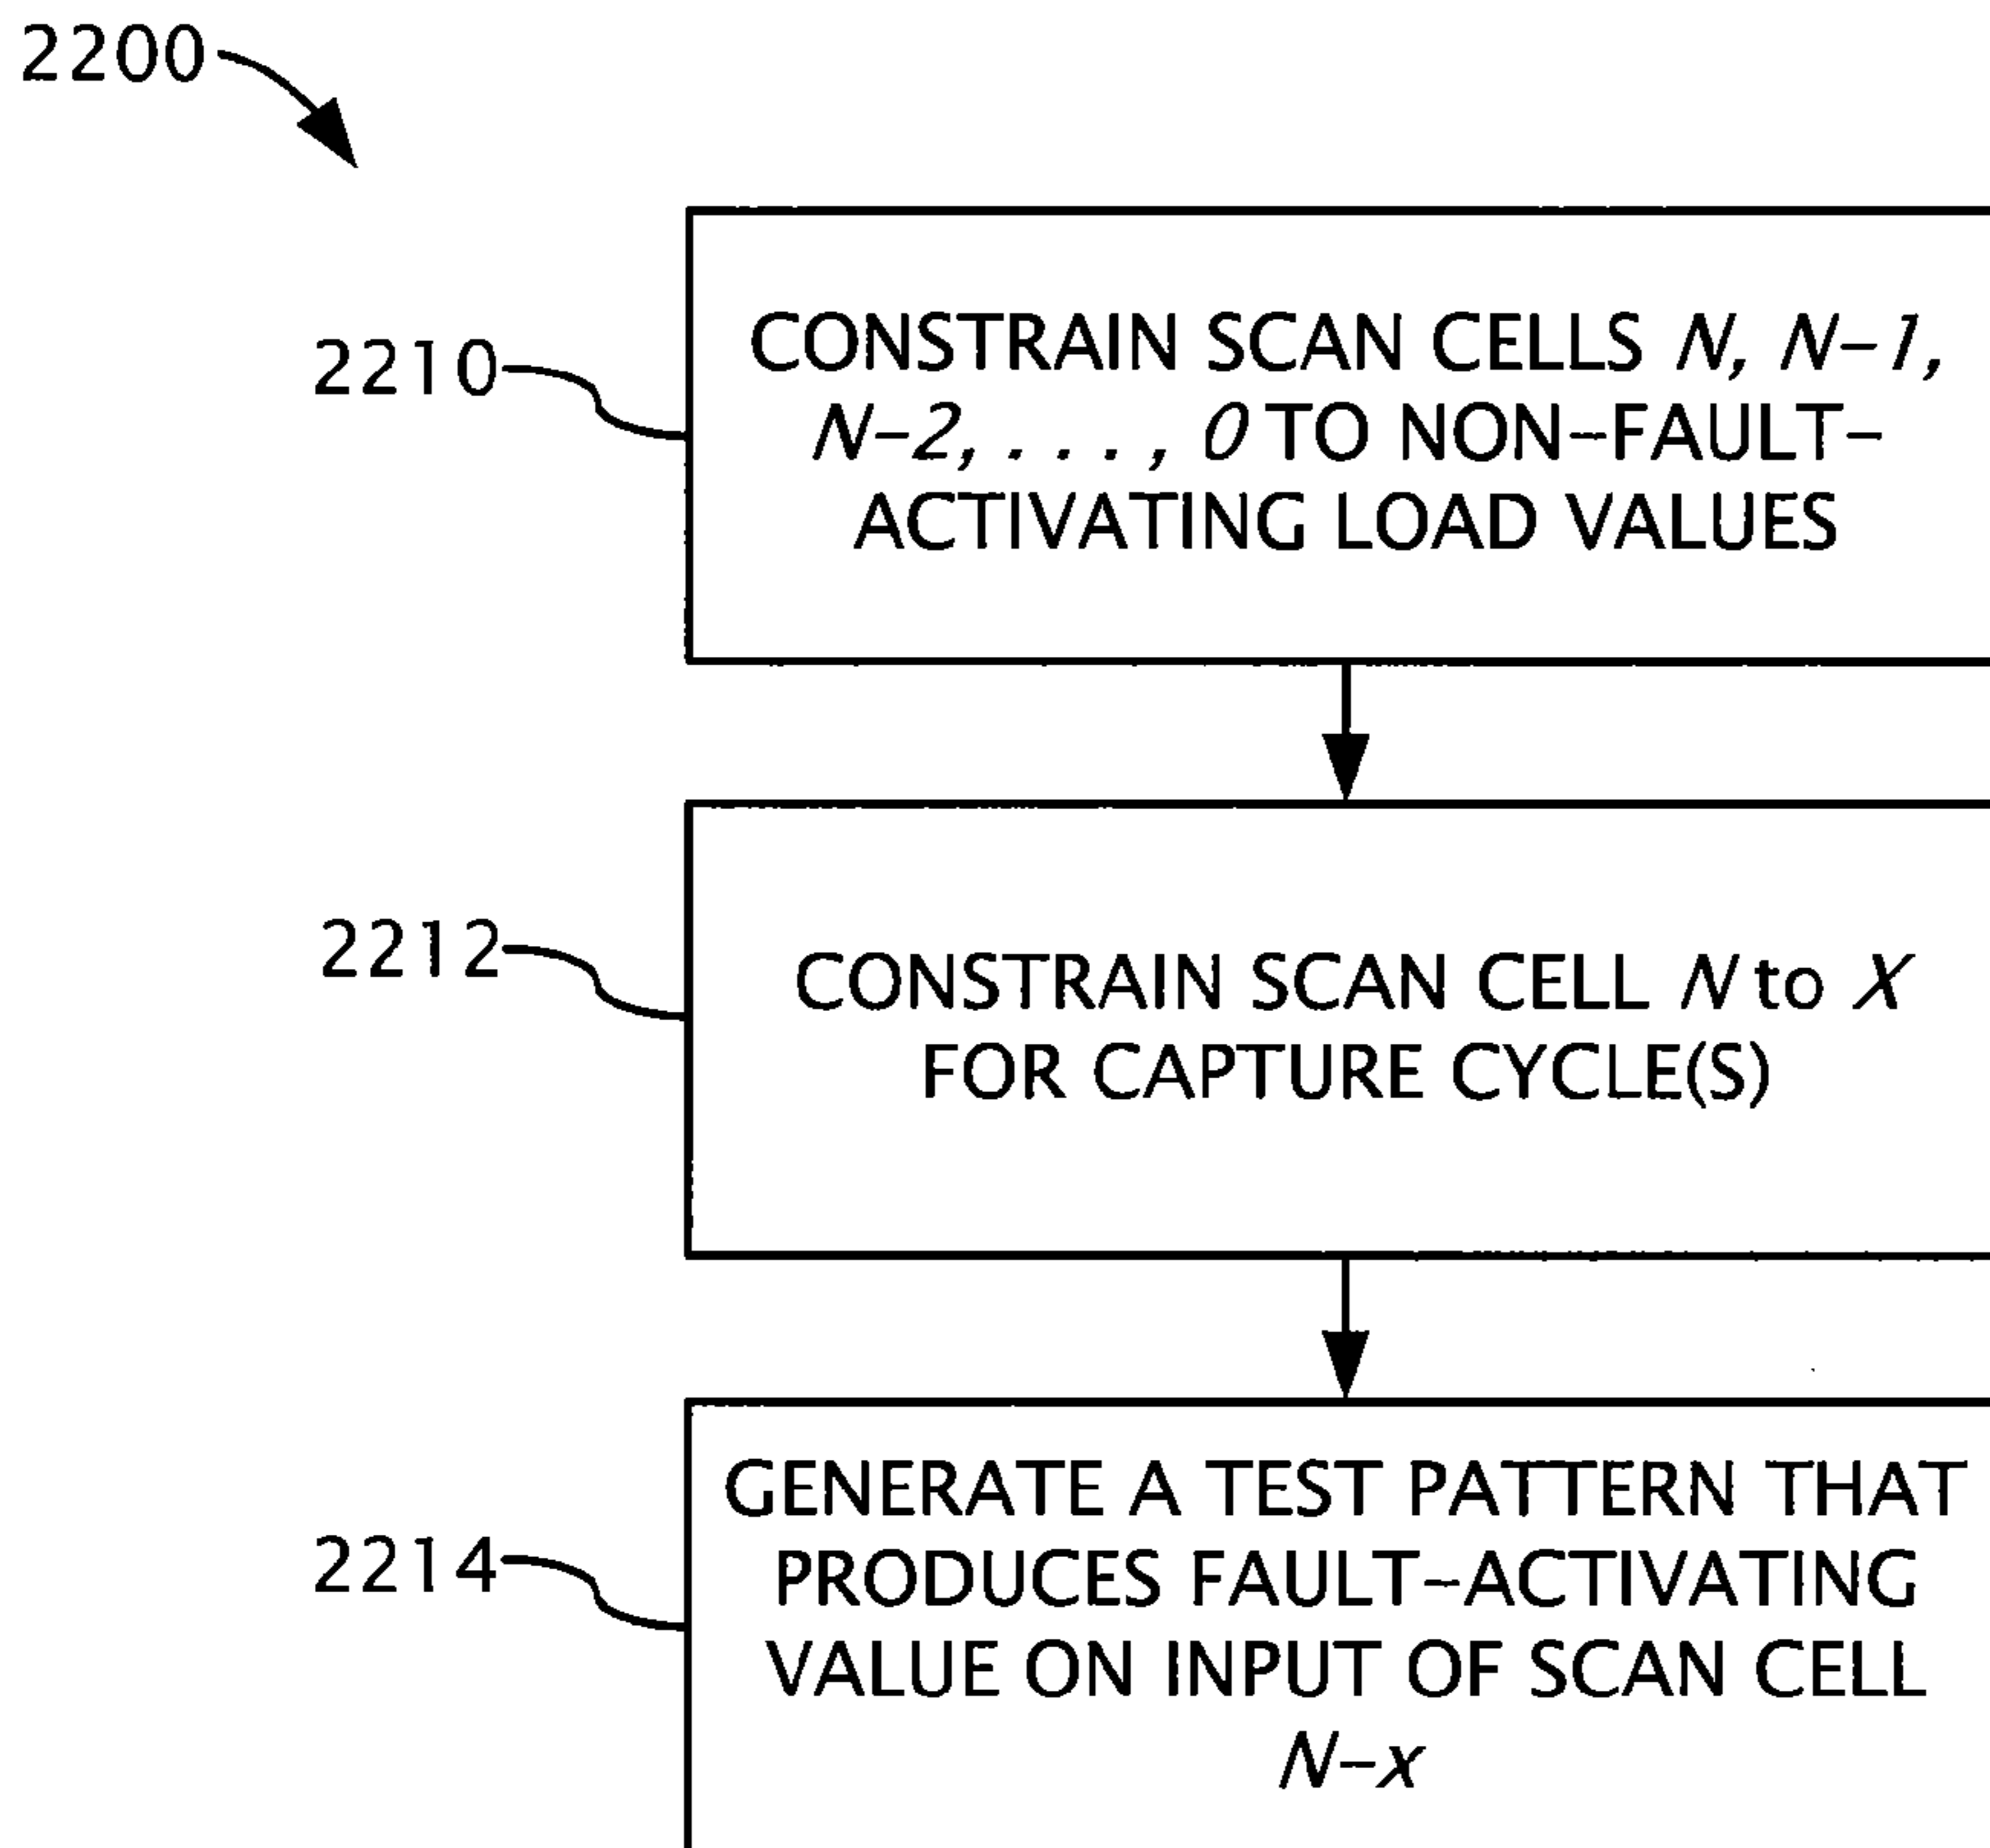 2200
2210
CONSTRAIN SCAN CELLS N, N-1,
N-2, . . . , 0 TO NON-FAULT-
ACTIVATING LOAD VALUES
2212
CONSTRAIN SCAN CELL N to X
FOR CAPTURE CYCLE(S)
2214
GENERATE A TEST PATTERN THAT
PRODUCES FAULT-ACTIVATING
VALUE ON INPUT OF SCAN CELL
N-x